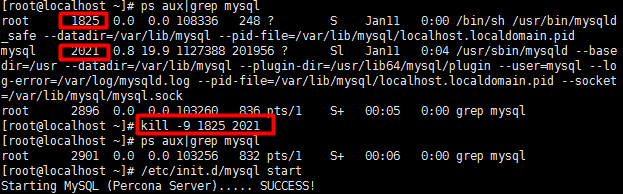 [root@localhost ~]# ps aux|grep mysql
root      1825  0.0  0.0 108336   248 ?        S    Jan11   0:00 /bin/sh /usr/bin/mysqld
_safe --datadir=/var/lib/mysql --pid-file=/var/lib/mysql/localhost.localdomain.pid
mysql     2021  0.8 19.9 1127388 201956 ?      Sl   Jan11   0:04 /usr/sbin/mysqld --base
dir=/usr --datadir=/var/lib/mysql --plugin-dir=/usr/lib64/mysql/plugin --user=mysql --lo
g-error=/var/log/mysqld.log --pid-file=/var/lib/mysql/localhost.localdomain.pid --socket
=/var/lib/mysql/mysql.sock
root      2896  0.0  0.0 103260   836 pts/1    S+   00:05   0:00 grep mysql
[root@localhost ~]# kill -9 1825 2021
[root@localhost ~]# ps aux|grep mysql
root      2901  0.0  0.0 103256   832 pts/1    S+   00:06   0:00 grep mysql
[root@localhost ~]# /etc/init.d/mysql start
Starting MySQL (Percona Server)..... SUCCESS!